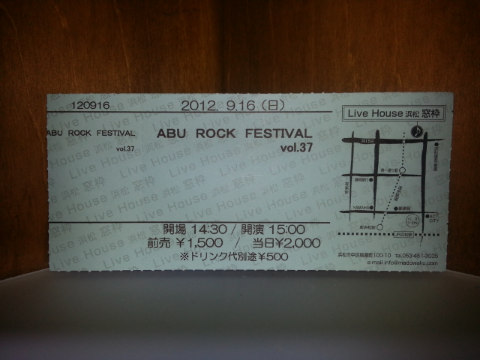 120916
2012. 9.16 (日)
Live House 浜松 窓枠
ABU ROCK FESTIVAL
vol.37
ABU ROCK FESTIVAL
vol.37
開場 14:30 / 開演 15:00
前売 ¥1,500 / 当日¥2,000
※ドリンク代別途¥500